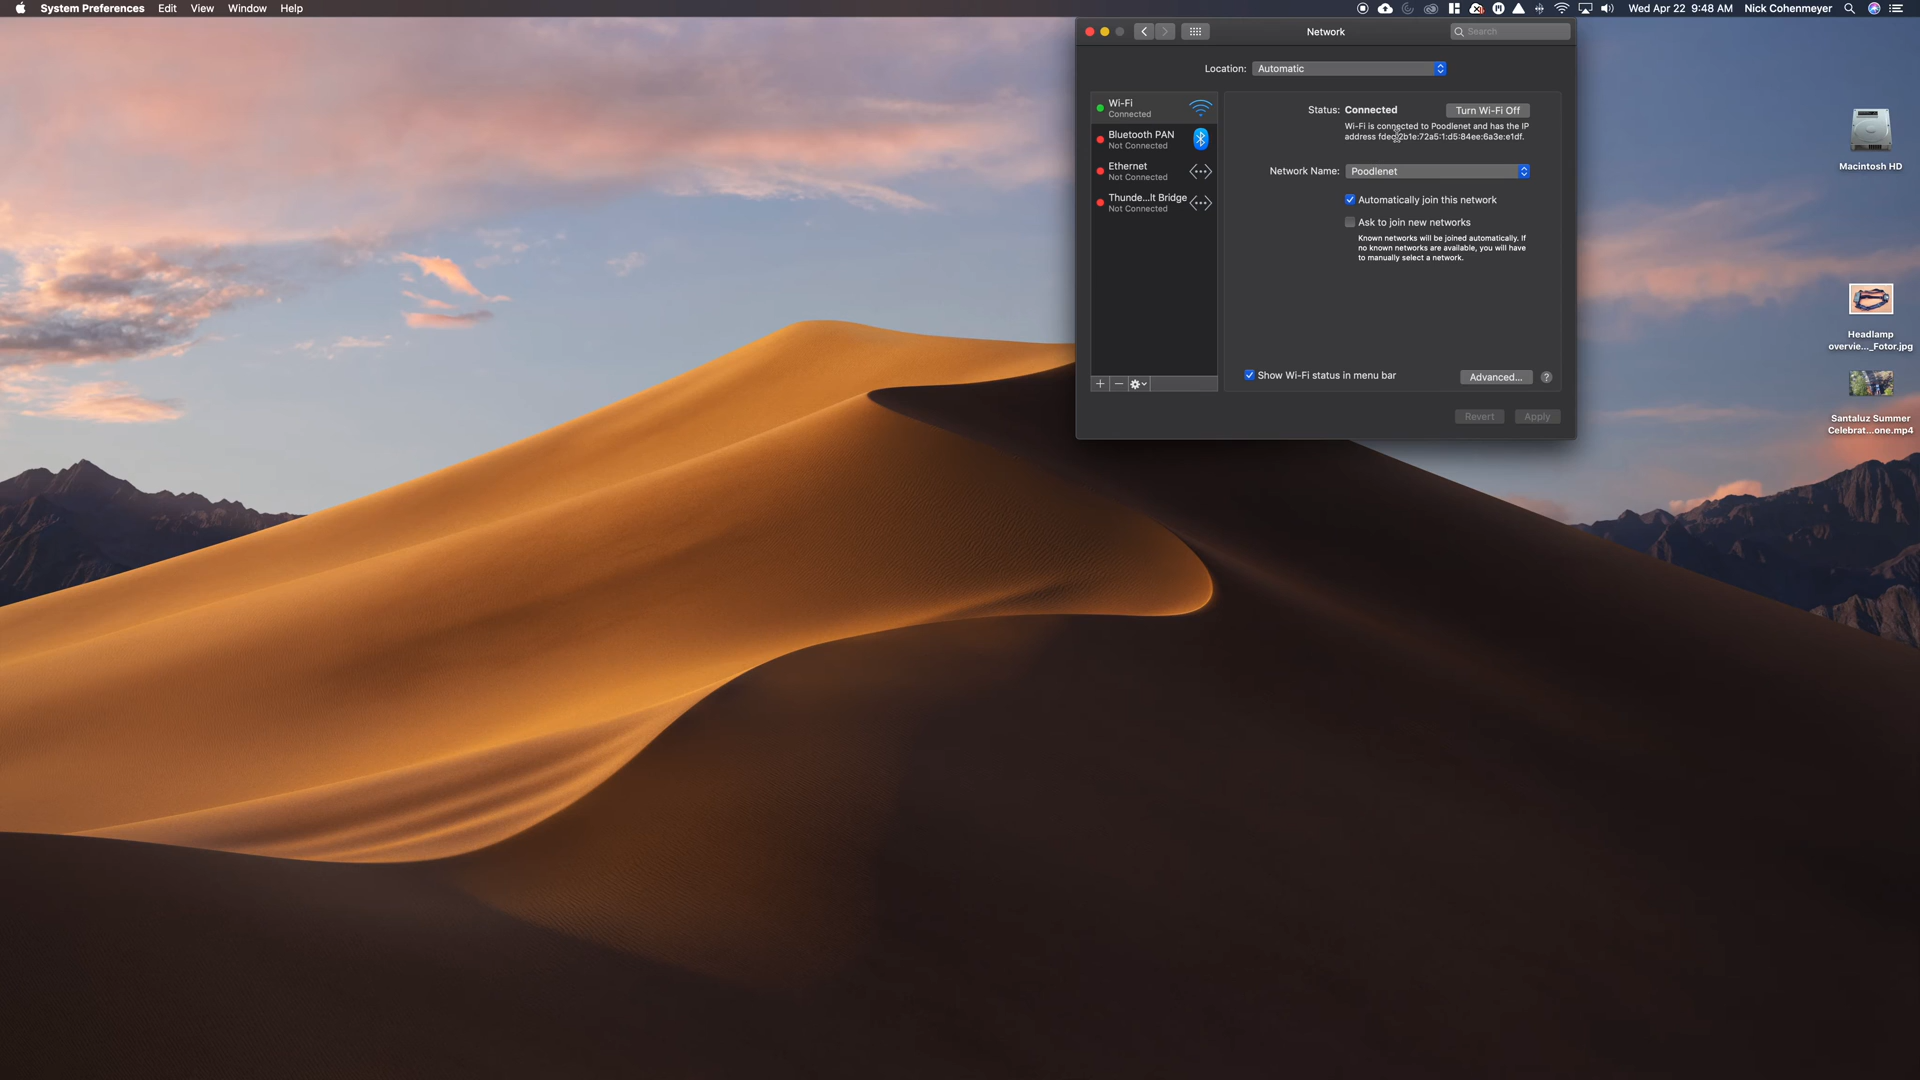 System Preferences Edit View Window Help
Wed Apr 22 9:48 AM Nick Cohenmeyer
Network
Search
Location: Automatic
Wi-Fi
Connected
Bluetooth PAN
Not Connected
Ethernet
Not Connected
Thunde...lt Bridge
Not Connected
Status: Connected
Turn Wi-Fi Off
Wi-Fi is connected to Poodlenet and has the IP
address
Network Name: Poodlenet
Automatically join this network
Ask to join new networks
Known networks will be joined automatically. If
no known networks are available, you will have
to manually select a network.
Show Wi-Fi status in menu bar
Advanced...
?
Revert
Apply
Macintosh HD
Headlamp
overvie..._Fotor.jpg
Santaluz Summer
Celebrat...one.mp4